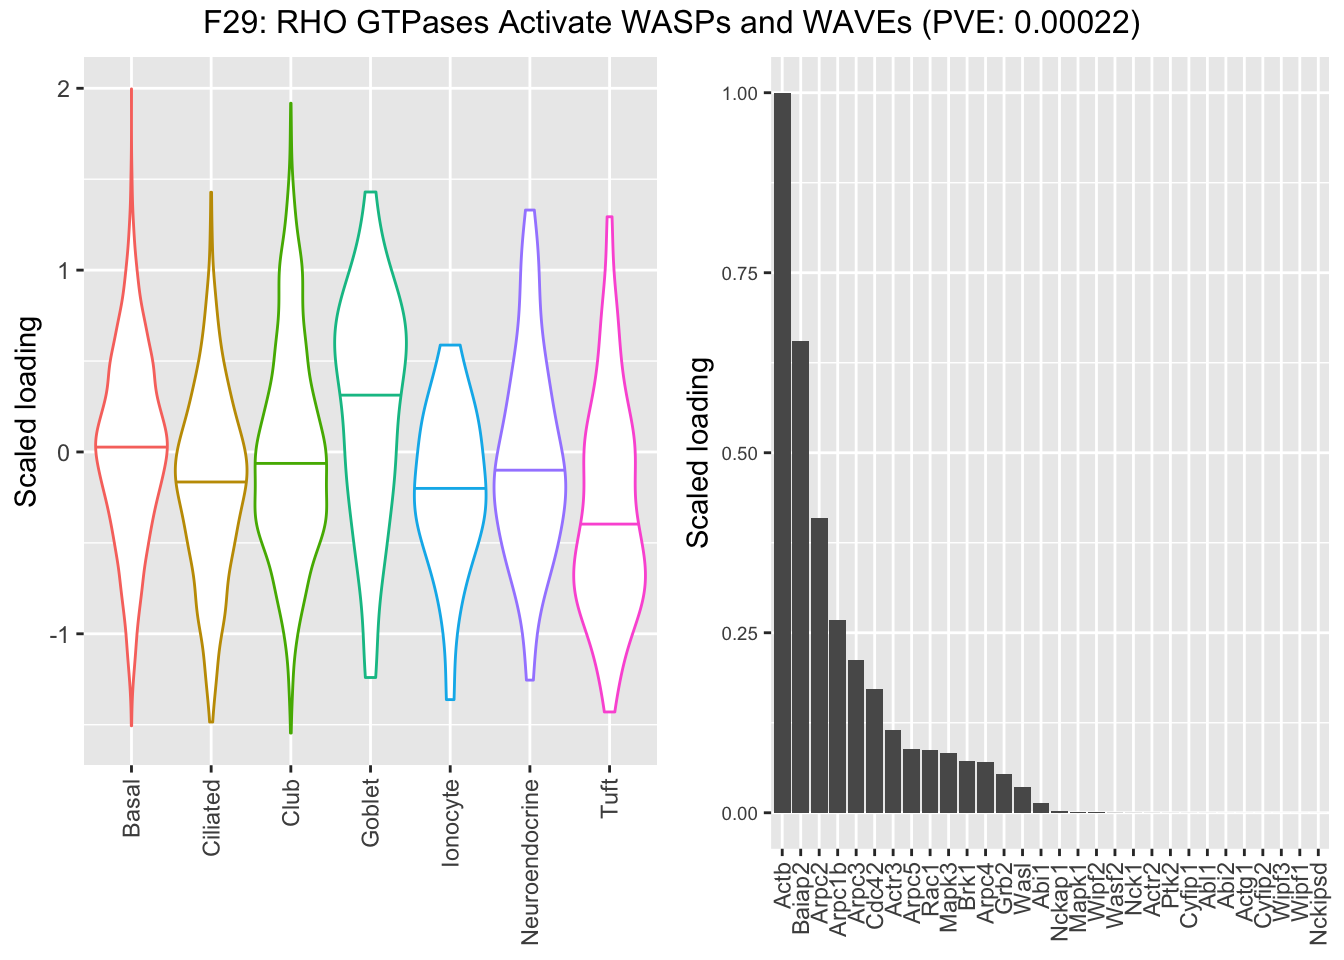 F29: RHO GTPases Activate WASPs and WAVEs (PVE: 0.00022)
Scaled loading
2
1
0
-1
Basal
Ciliated
Club
Goblet
Ionocyte
Neuroendocrine
Tuft
Scaled loading
1.00
0.75
0.50
0.25
0.00
Actb
Baiap2
Arpc2
Arpc1b
Arpc3
Cdc42
Actr3
Arpc5
Rac1
Mapk3
Brk1
Arpc4
Grb2
Wasl
Abi1
Nckap1
Mapk1
Wipf2
Wasf2
Nck1
Actr2
Ptk2
Cyfip1
Abl1
Abi2
Actg1
Cyfip2
Wipf3
Wipf1
Nckipsd